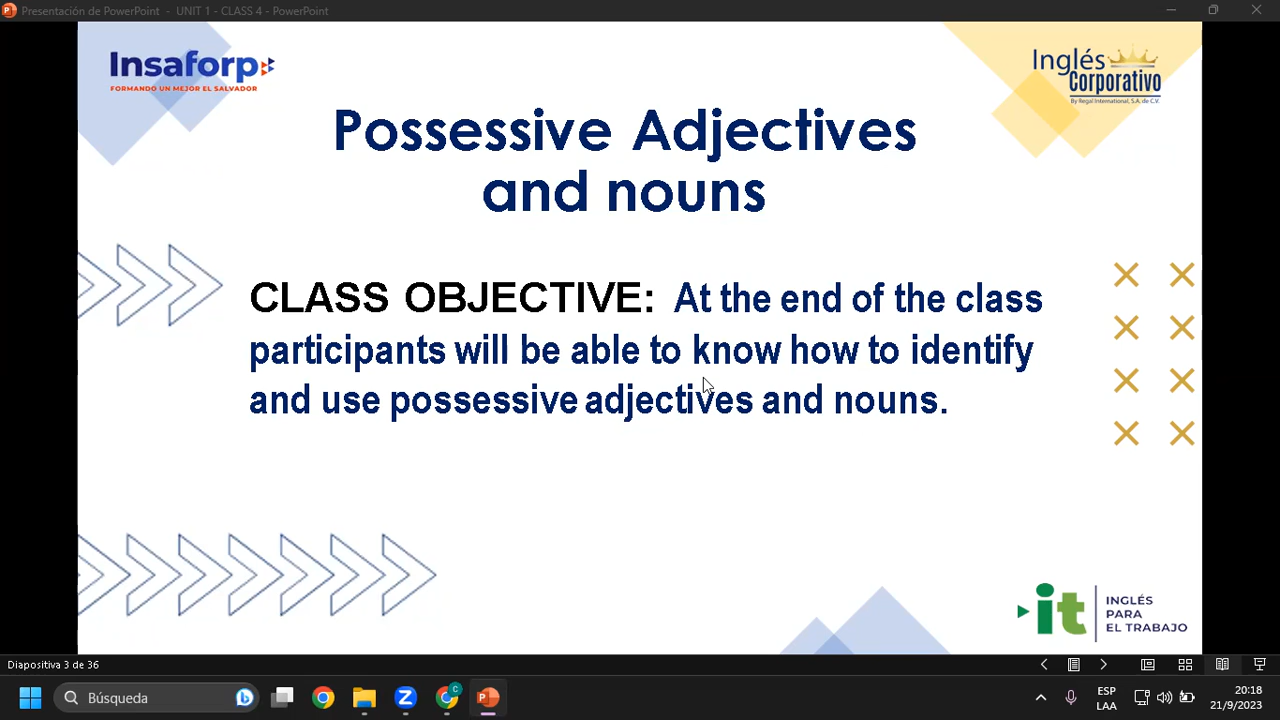 Presentación de PowerPoint - UNIT 1 - CLASS 4 - PowerPoint
Insaforp
FORMANDO UN MEJOR EL SALVADOR
Inglés
Corporativo
By Regal International, S.A. de C.V.
Possessive Adjectives
and nouns
CLASS OBJECTIVE: At the end of the class
participants will be able to know how to identify
and use possessive adjectives and nouns.
it
INGLÉS
PARA
EL TRABAJO
Diapositiva 3 de 36
Búsqueda
C
ESP
LAA
20:18
21/9/2023